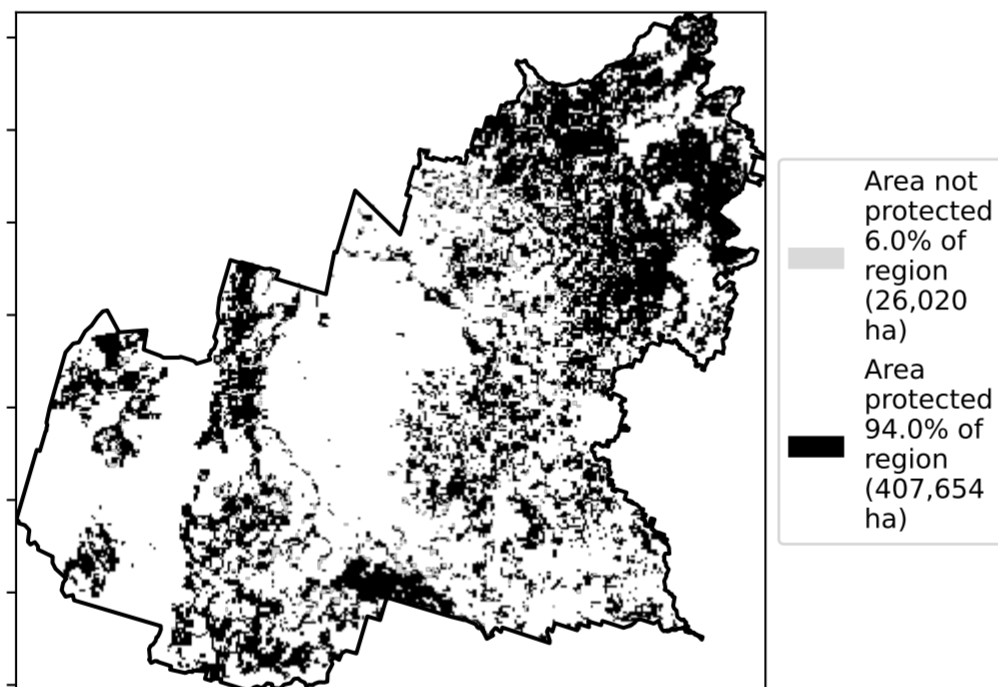 Area not
protected
6.0% of
region
(26,020
ha)
Area
protected
94.0% of
region
(407,654
ha)